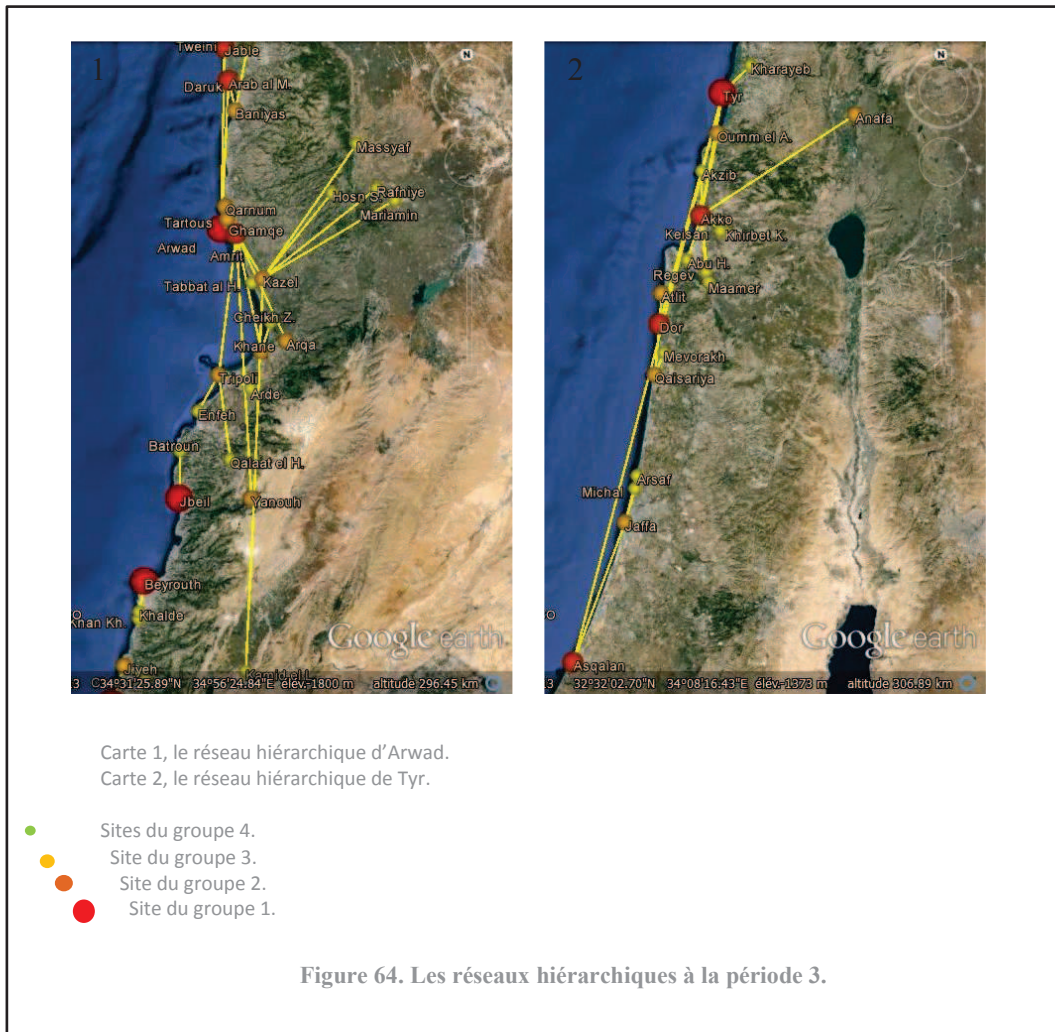 1
N
Tweini
Jable
Daruk
Arab al M.
Baniyas
Massyaf
Hosn S.
Rafniye
Mariamin
Qarnum
Tartous
Ghamqe
Arwad
Amrit
Tabbat al H.
Kazel
Cheikh Z.
Khane
Arqa
Tripoli
Arde
Enfeh
Batroun
Qalaat el H.
Jbeil
Yanouh
Beyrouth
Khalde
Khan Kh.
Jiyeh
Kamid el L.
Google earth
34°31'25.89"N 34°56'24.84"E élév.-1800 m altitude 296.45 km
2
N
Kharayeb
Tyr
Anafa
Oumm el A.
Akzib
Akko
Keisan
Khirbet K.
Abu H.
Regev
Maamer
Atlit
Dor
Mevorakh
Qaisariya
Arsaf
Michal
Jaffa
Asqalan
Google earth
32°32'02.70"N 34°08'16.43"E élév.-1373 m altitude 306.89 km
Carte 1, le réseau hiérarchique d’Arwad.
Carte 2, le réseau hiérarchique de Tyr.
Sites du groupe 4.
Site du groupe 3.
Site du groupe 2.
Site du groupe 1.
Figure 64. Les réseaux hiérarchiques à la période 3.